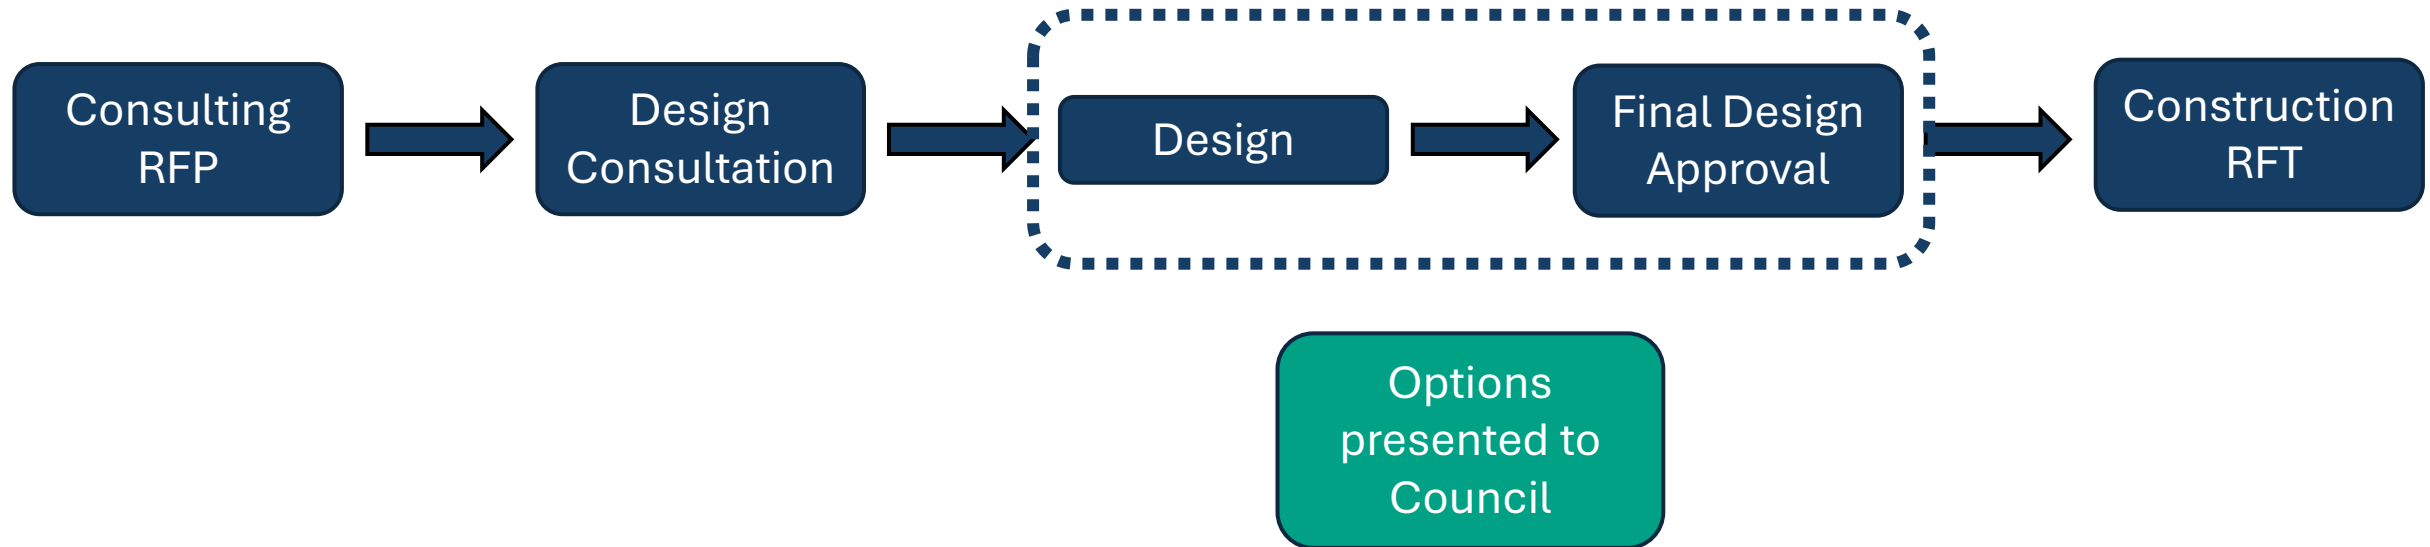 Consulting
RFP
Design
Consultation
Design
Final Design
Approval
Construction
RFT
Options
presented to
Council